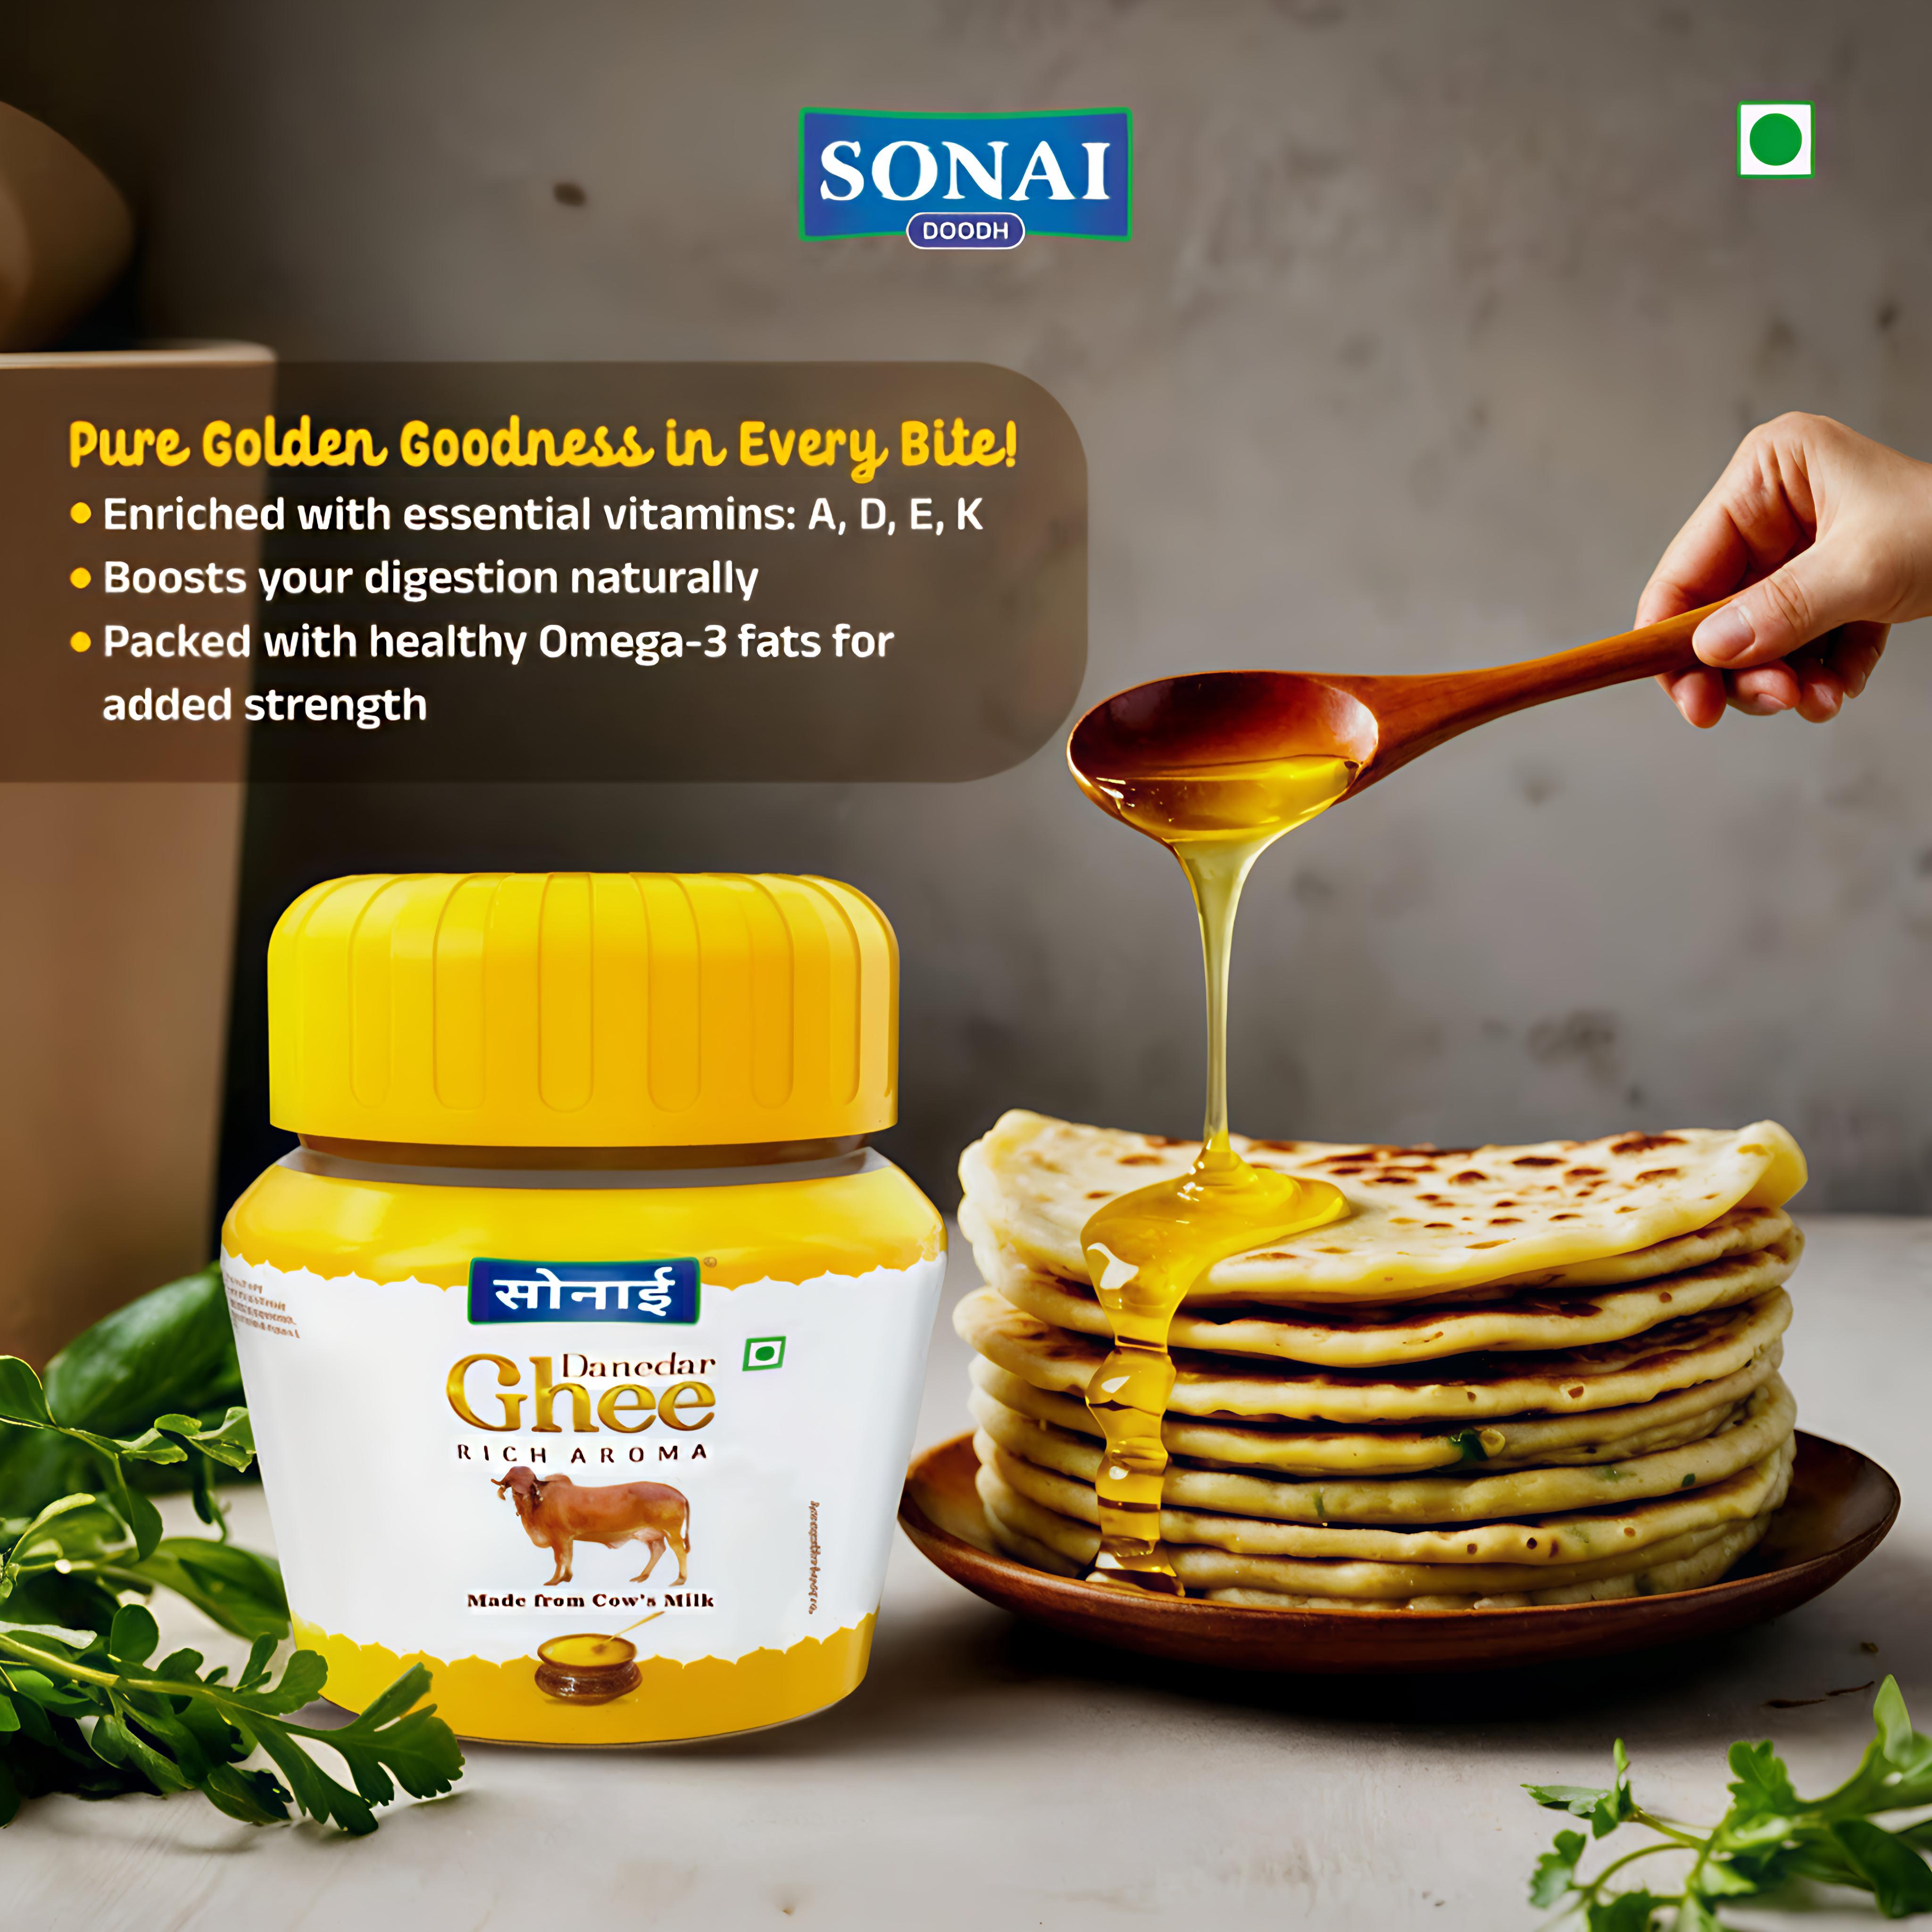 SONAI
DOODH
Pure Golden Goodness in Every Bite!
• Enriched with essential vitamins: A, D, E, K
• Boosts your digestion naturally
• Packed with healthy Omega-3 fats for
added strength
सोनाई
Danedar
Ghee
RICH AROMA
Made from Cow's Milk